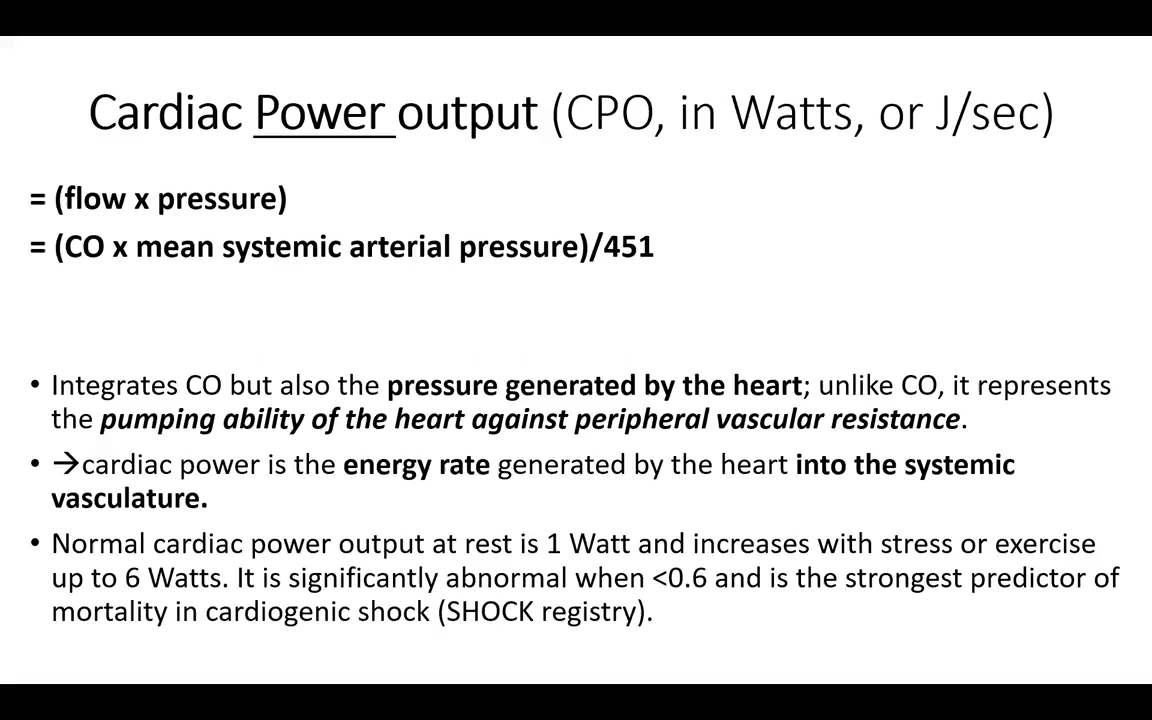 Cardiac Power output (CPO, in Watts, or J/sec)
= (flow x pressure)
= (CO x mean systemic arterial pressure)/451
• Integrates CO but also the pressure generated by the heart; unlike CO, it represents
the pumping ability of the heart against peripheral vascular resistance.
• →cardiac power is the energy rate generated by the heart into the systemic
vasculature.
• Normal cardiac power output at rest is 1 Watt and increases with stress or exercise
up to 6 Watts. It is significantly abnormal when <0.6 and is the strongest predictor of
mortality in cardiogenic shock (SHOCK registry).